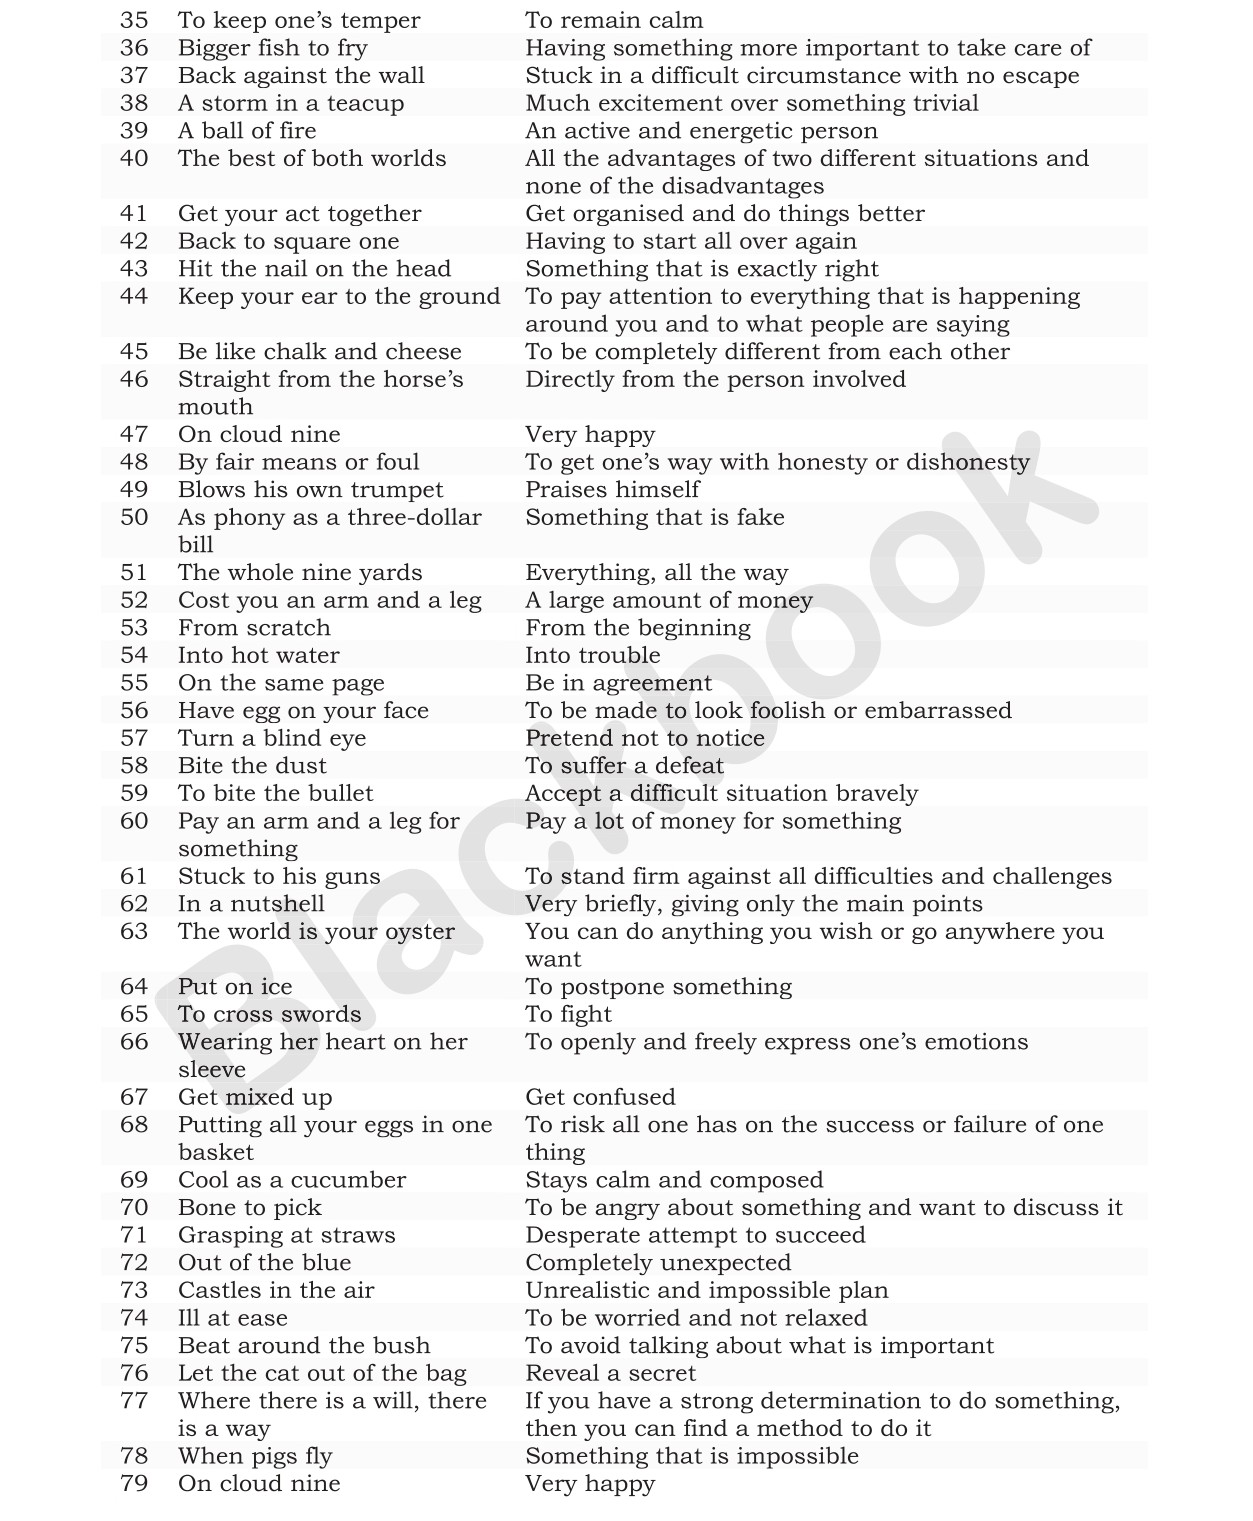 35 To keep one’s temper To remain calm
36 Bigger fish to fry Having something more important to take care of
37 Back against the wall Stuck in a difficult circumstance with no escape
38 A storm in a teacup Much excitement over something trivial
39 A ball of fire An active and energetic person
40 The best of both worlds All the advantages of two different situations and
none of the disadvantages
41 Get your act together Get organised and do things better
42 Back to square one Having to start all over again
43 Hit the nail on the head Something that is exactly right
44 Keep your ear to the ground To pay attention to everything that is happening
around you and to what people are saying
45 Be like chalk and cheese To be completely different from each other
46 Straight from the horse’s Directly from the person involved
mouth
47 On cloud nine Very happy
48 By fair means or foul To get one’s way with honesty or dishonesty
49 Blows his own trumpet Praises himself
50 As phony as a three-dollar Something that is fake
bill
51 The whole nine yards Everything, all the way
52 Cost you an arm and a leg A large amount of money
53 From scratch From the beginning
54 Into hot water Into trouble
55 On the same page Be in agreement
56 Have egg on your face To be made to look foolish or embarrassed
57 Turn a blind eye Pretend not to notice
58 Bite the dust To suffer a defeat
59 To bite the bullet Accept a difficult situation bravely
60 Pay an arm and a leg for Pay a lot of money for something
something
61 Stuck to his guns To stand firm against all difficulties and challenges
62 In a nutshell Very briefly, giving only the main points
63 The world is your oyster You can do anything you wish or go anywhere you
want
64 Put on ice To postpone something
65 To cross swords To fight
66 Wearing her heart on her To openly and freely express one’s emotions
sleeve
67 Get mixed up Get confused
68 Putting all your eggs in one To risk all one has on the success or failure of one
basket thing
69 Cool as a cucumber Stays calm and composed
70 Bone to pick To be angry about something and want to discuss it
71 Grasping at straws Desperate attempt to succeed
72 Out of the blue Completely unexpected
73 Castles in the air Unrealistic and impossible plan
74 Ill at ease To be worried and not relaxed
75 Beat around the bush To avoid talking about what is important
76 Let the cat out of the bag Reveal a secret
77 Where there is a will, there If you have a strong determination to do something,
is a way then you can find a method to do it
78 When pigs fly Something that is impossible
79 On cloud nine Very happy
Blackbook